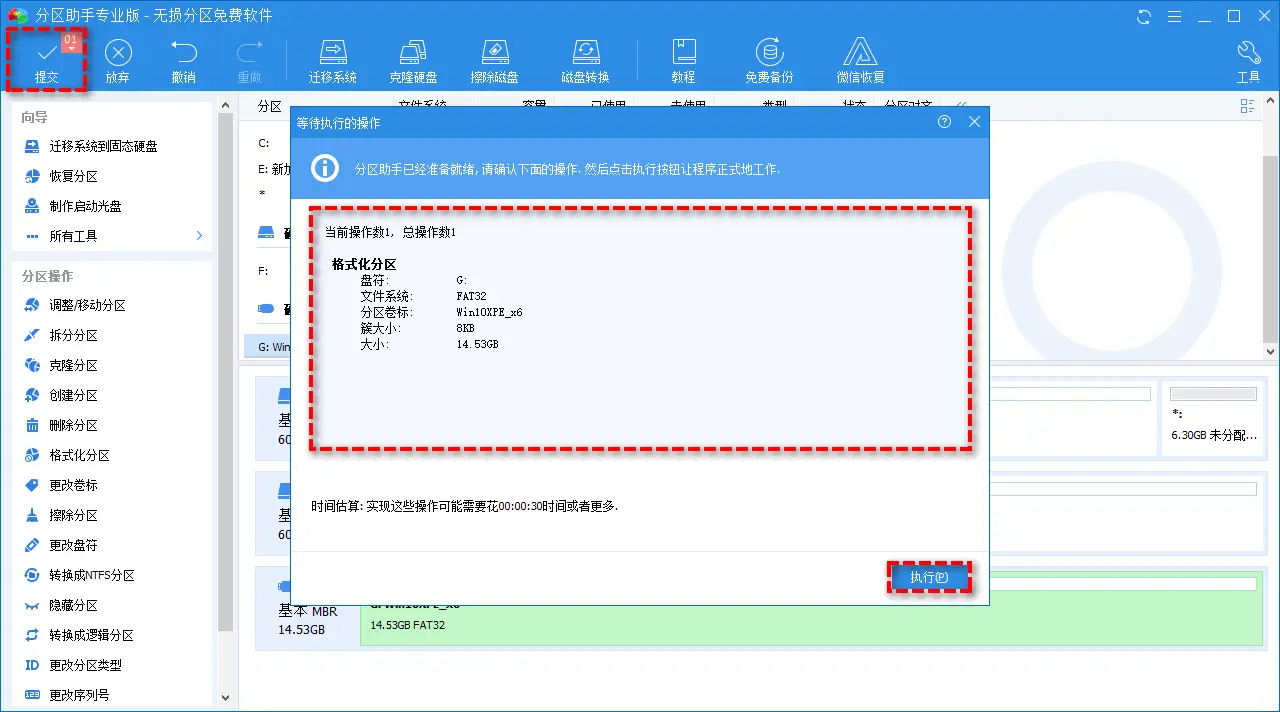 分区助手专业版 - 无损分区免费软件
01
提交
放弃
撤销
重做
迁移系统
克隆硬盘
擦除磁盘
磁盘转换
教程
免费备份
微信恢复
工具
向导
迁移系统到固态硬盘
恢复分区
制作启动光盘
所有工具
分区操作
调整/移动分区
拆分分区
克隆分区
创建分区
删除分区
格式化分区
更改卷标
擦除分区
更改盘符
转换成NTFS分区
隐藏分区
转换成逻辑分区
ID 更改分区类型
123 更改序列号
分区 文件系统 容量 已使用 未使用 类型 状态 分区对齐
C:
E: 新加
*
F:
G: Win
等待执行的操作
分区助手已经准备就绪, 请确认下面的操作. 然后点击执行按钮让程序正式地工作.
当前操作数1, 总操作数1
格式化分区
盘符: G:
文件系统: FAT32
分区卷标: Win10XPE_x6
簇大小: 8KB
大小: 14.53GB
时间估算: 实现这些操作可能需要花00:00:30时间或者更多.
执行(P)
基
60
*:
6.30GB 未分配...
基
60
基本 MBR
14.53GB
G: Win10XPE_x6
14.53GB FAT32